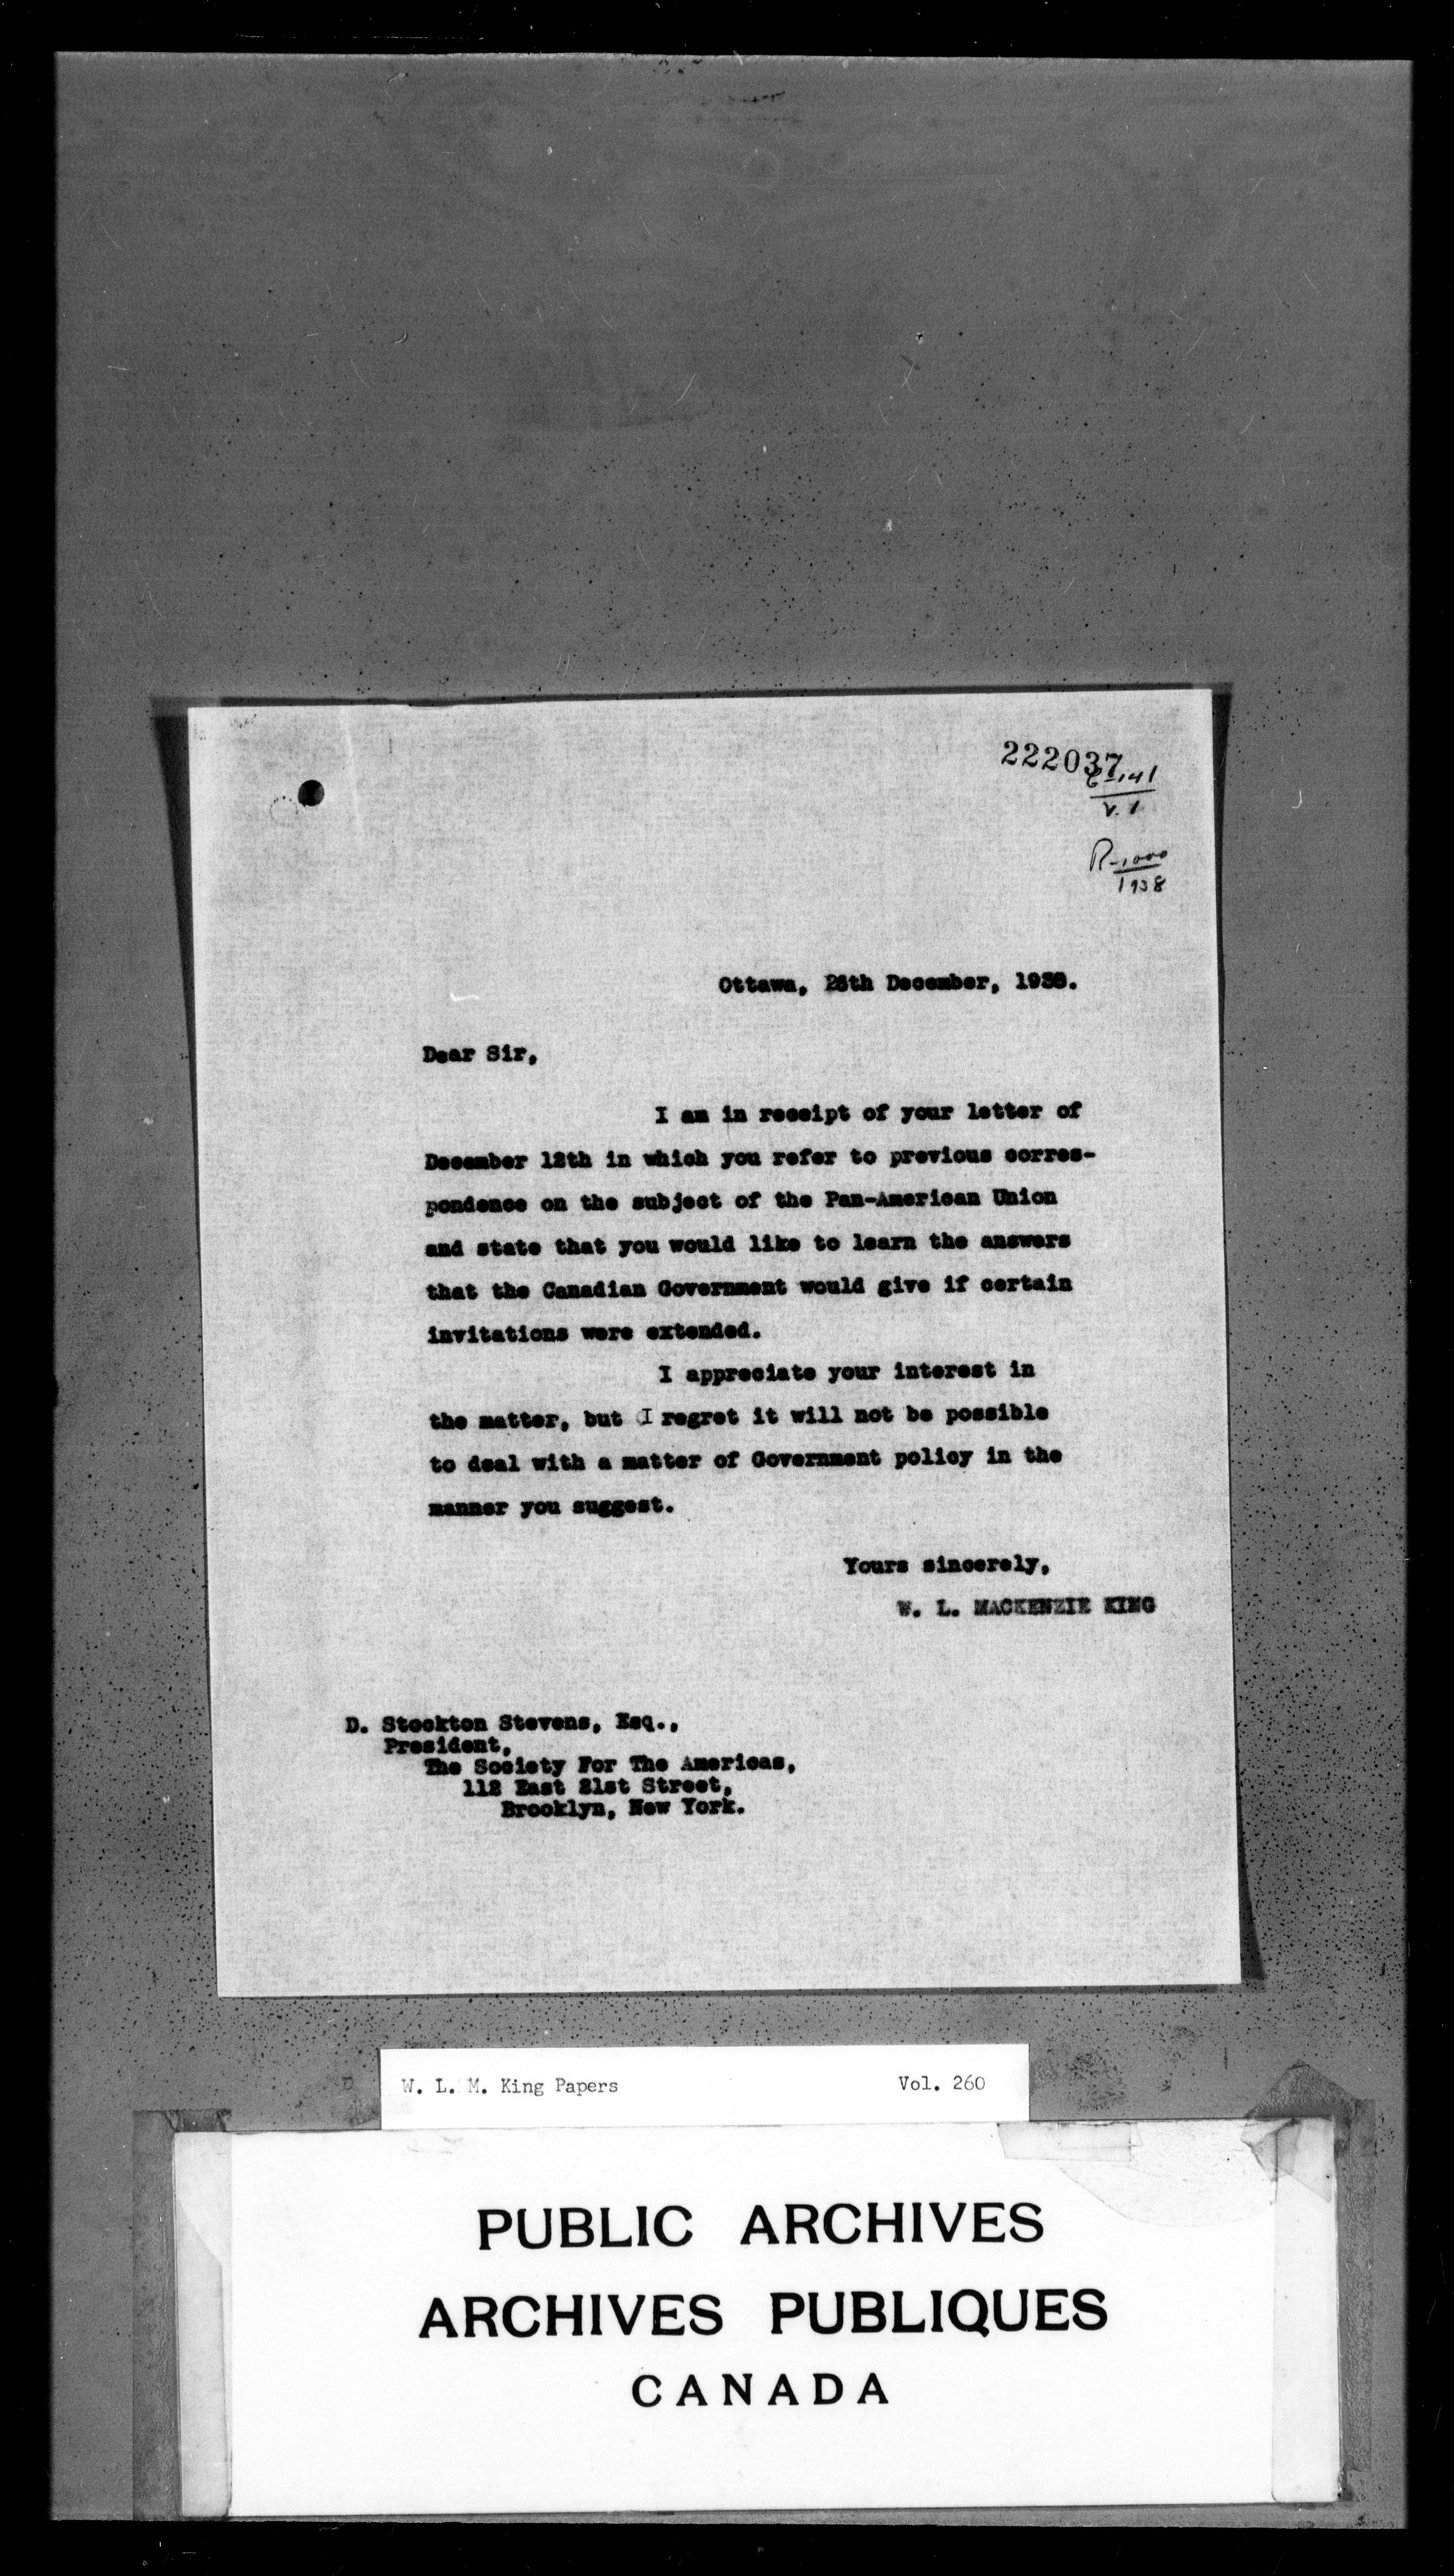 222037
V. 1
R-1000
1938
Ottawa, 28th December, 1938.
Dear Sir,
I am in receipt of your letter of
December 12th in which you refer to previous corres-
pondence on the subject of the Pan-American Union
and state that you would like to learn the answers
that the Canadian Government would give if certain
invitations were extended.
I appreciate your interest in
the matter, but I regret it will not be possible
to deal with a matter of Government policy in the
manner you suggest.
Yours sincerely,
W. L. MACKENZIE KING
D. Stockton Stevens, Esq.,
President,
The Society For The Americas,
112 East 21st Street,
Brooklyn, New York.
W. L. M. King Papers Vol. 260
PUBLIC ARCHIVES
ARCHIVES PUBLIQUES
CANADA